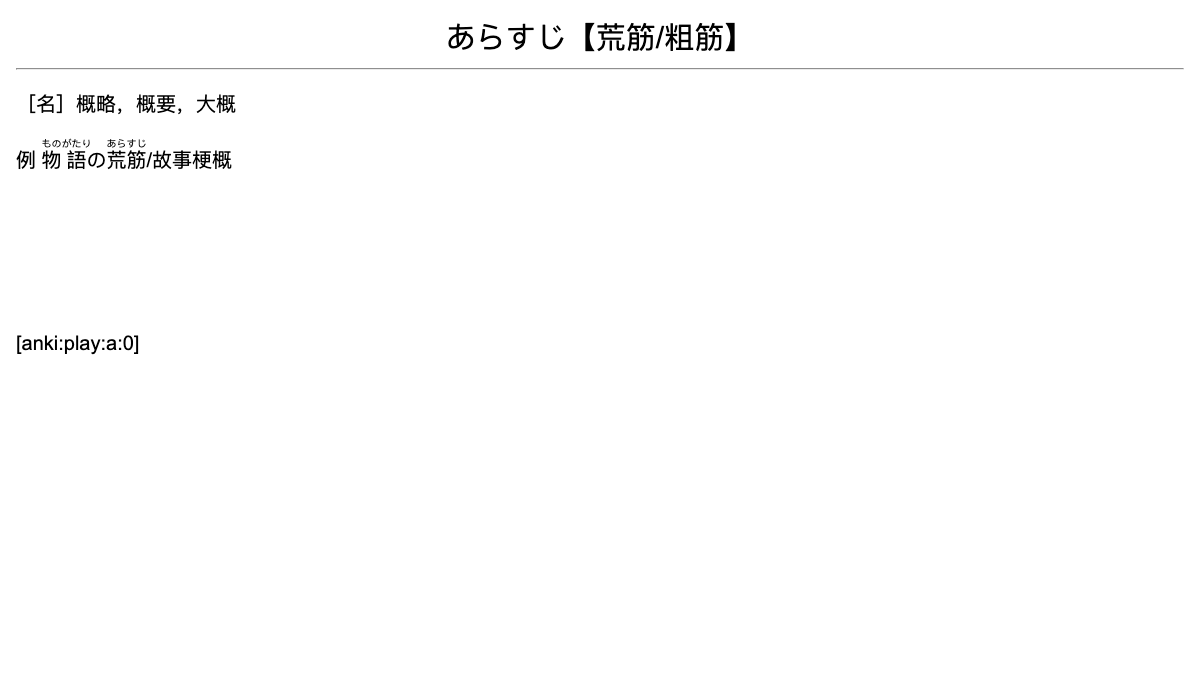 あらすじ【荒筋/粗筋】
［名］概略，概要，大概
ものがたり あらすじ
例 物語の荒筋/故事梗概
[anki:play:a:0]